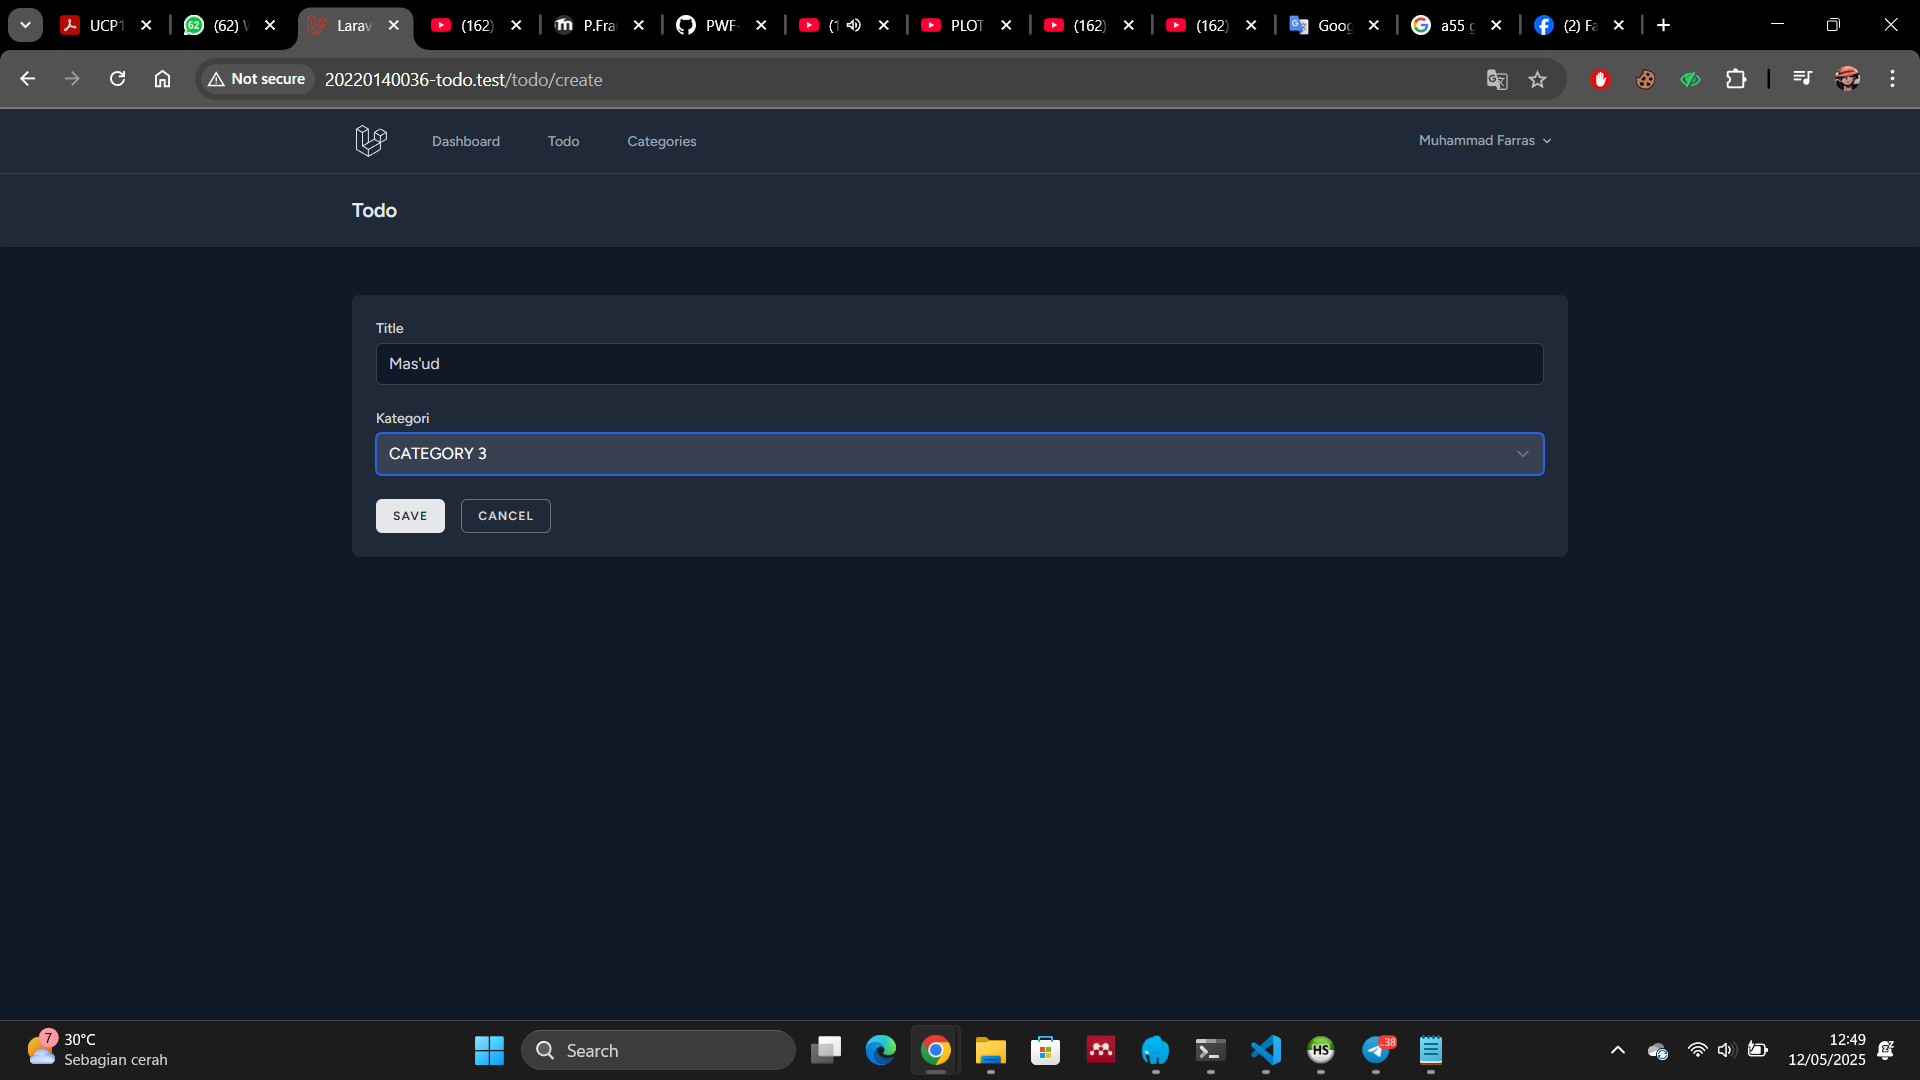 UCP1
(62) W
Larav
(162)
P.Fra
PWF-
(1
PLOT
(162)
(162)
Goog
a55 g
(2) Fa
Not secure
20220140036-todo.test/todo/create
Dashboard
Todo
Categories
Muhammad Farras
Todo
Title
Mas'ud
Kategori
CATEGORY 3
SAVE
CANCEL
7
30°C
Sebagian cerah
Search
HS
..38
12:49
12/05/2025